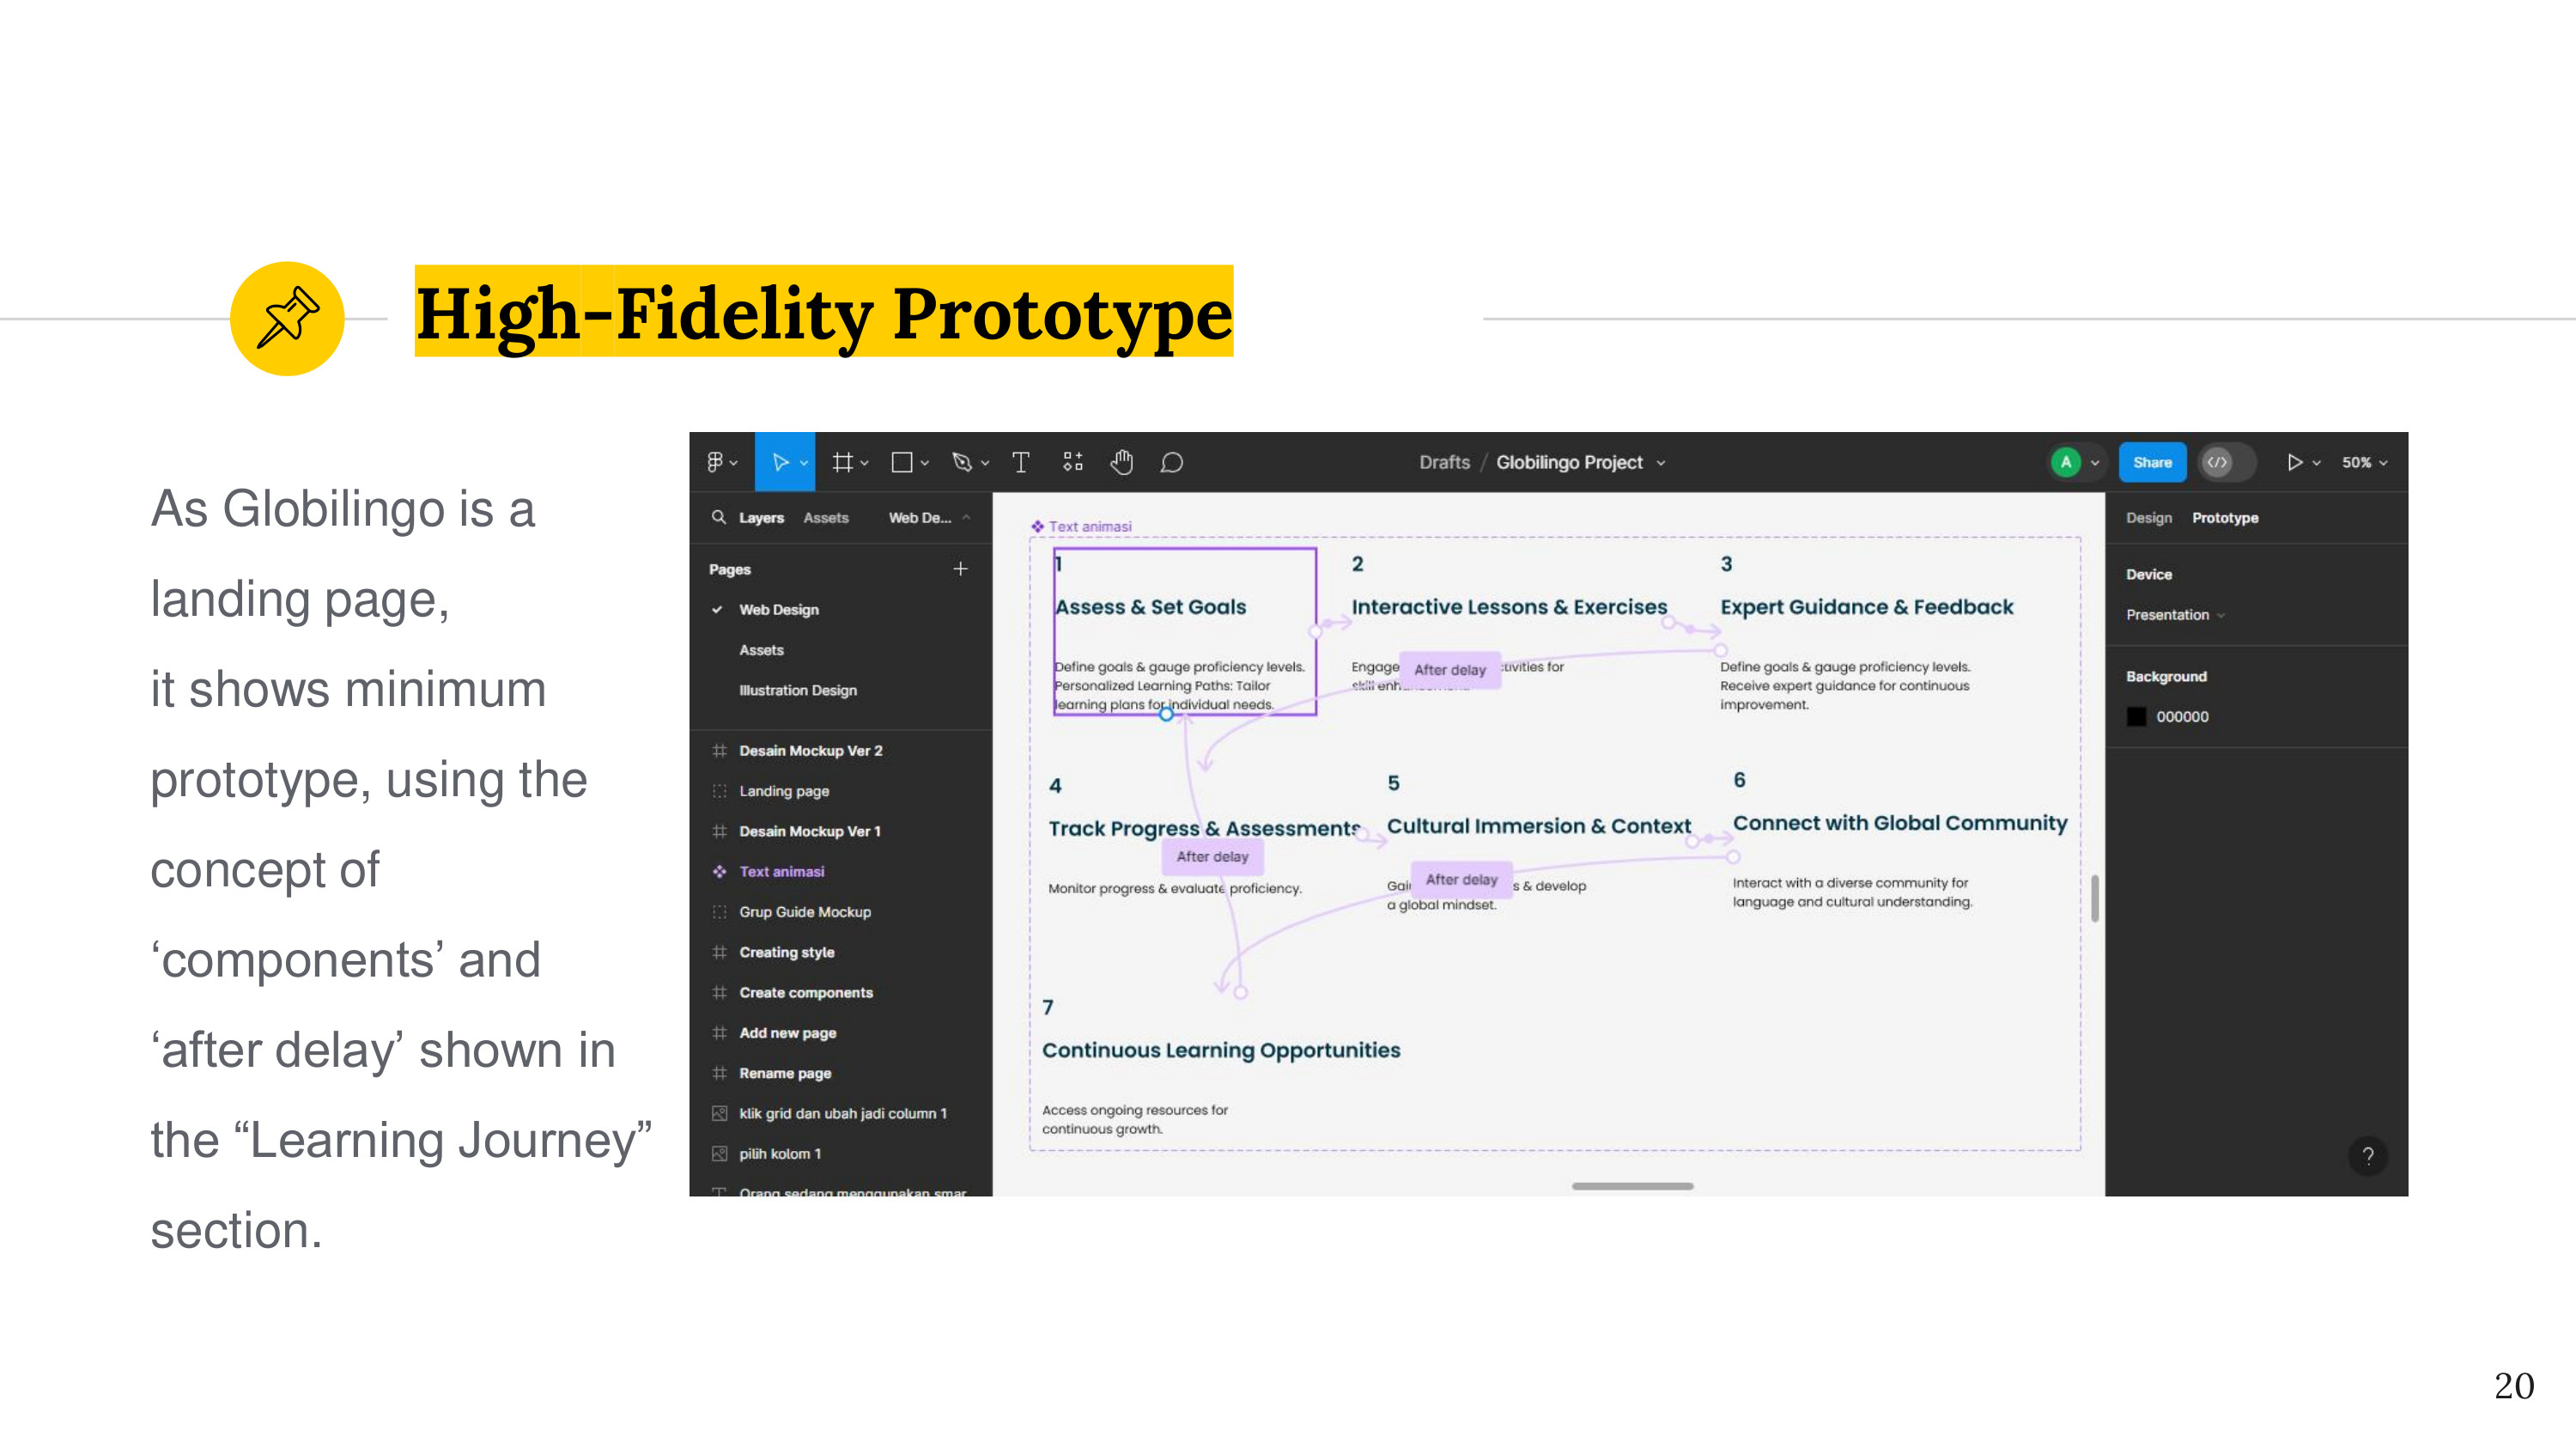 High-Fidelity Prototype
As Globilingo is a
landing page,
it shows minimum
prototype, using the
concept of
‘components’ and
‘after delay’ shown in
the “Learning Journey”
section.
Drafts / Globilingo Project
A
Share
50%
Layers Assets Web De...
Pages
Web Design
Assets
Illustration Design
Desain Mockup Ver 2
Landing page
Desain Mockup Ver 1
Text animasi
Grup Guide Mockup
Creating style
Create components
Add new page
Rename page
klik grid dan ubah jadi column 1
pilih kolom 1
Orang sedang menggunakan smar
Text animasi
1
Assess & Set Goals
Define goals & gauge proficiency levels.
Personalized Learning Paths: Tailor
learning plans for individual needs.
2
Interactive Lessons & Exercises
Engage
for
skill
After delay
3
Expert Guidance & Feedback
Define goals & gauge proficiency levels.
Receive expert guidance for continuous
improvement.
4
Track Progress & Assessments
After delay
Monitor progress & evaluate proficiency.
5
Cultural Immersion & Context
After delay
& develop
a global mindset.
6
Connect with Global Community
Interact with a diverse community for
language and cultural understanding.
7
Continuous Learning Opportunities
Access ongoing resources for
continuous growth.
Design Prototype
Device
Presentation
Background
000000
?
20